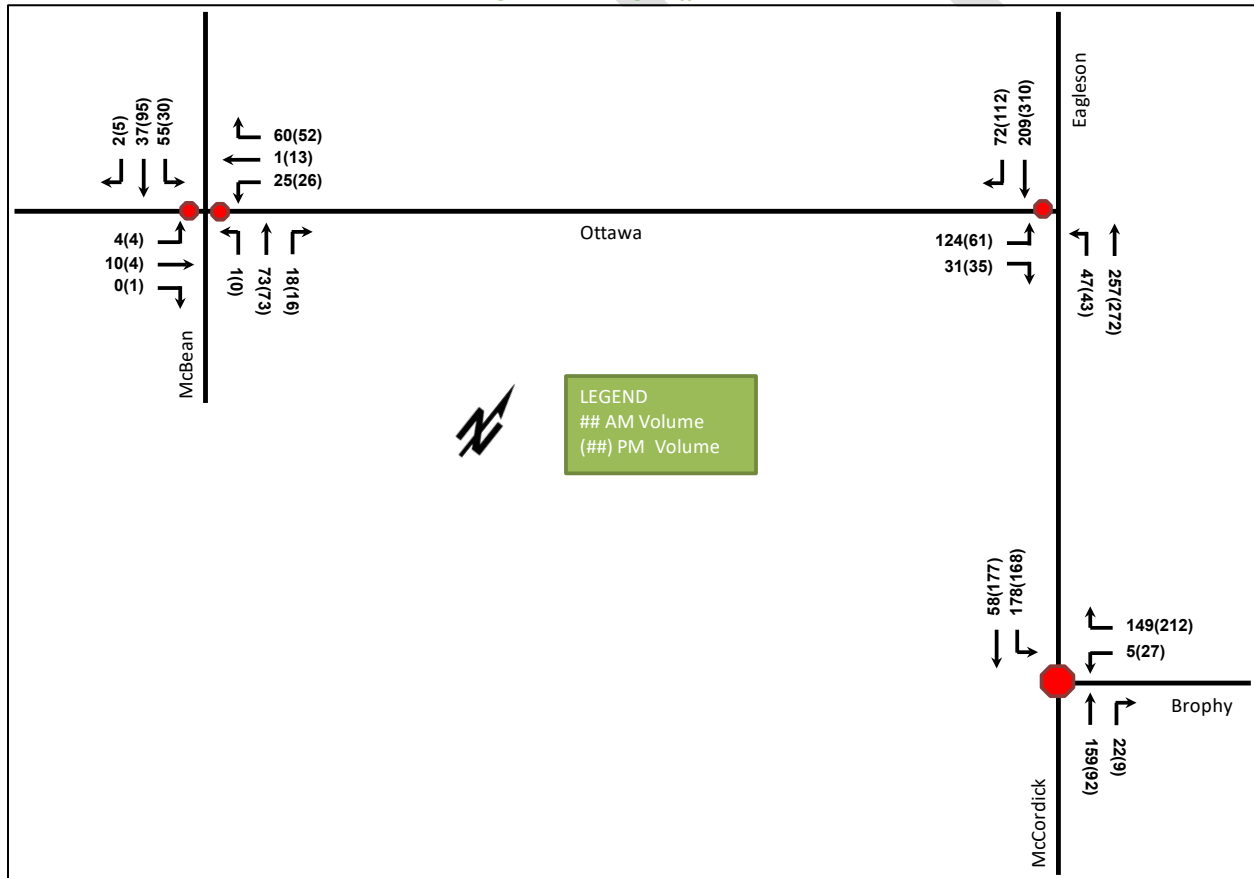 2(5)
37(95)
55(30)
60(52)
1(13)
25(26)
4(4)
10(4)
0(1)
1(0)
73(73)
18(16)
McBean
Ottawa
72(112)
209(310)
Eagleson
124(61)
31(35)
47(43)
257(272)
N
LEGEND
## AM Volume
(##) PM Volume
58(177)
178(168)
149(212)
5(27)
Brophy
159(92)
22(9)
McCordick